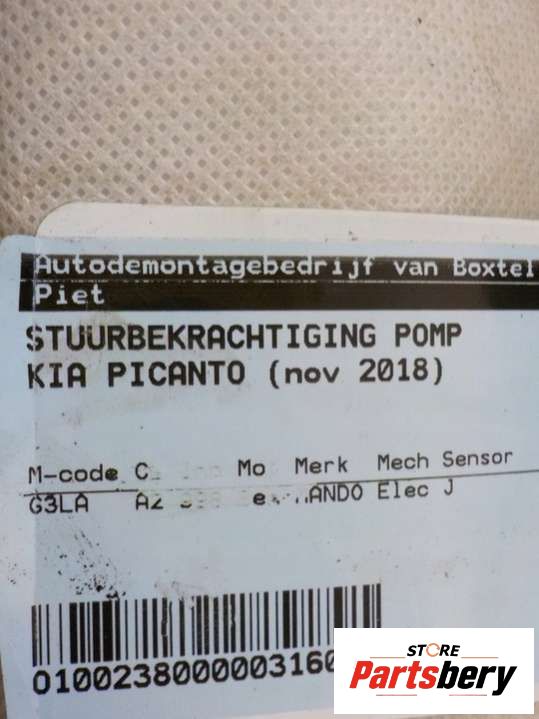 Autodemontagebedrijf van Boxtel
Piet
STUURBEKRACHTIGING POMP
KIA PICANTO (nov 2018)
M-code Mo Merk Mech Sensor
G3LA Elec J
STORE
Partsbery